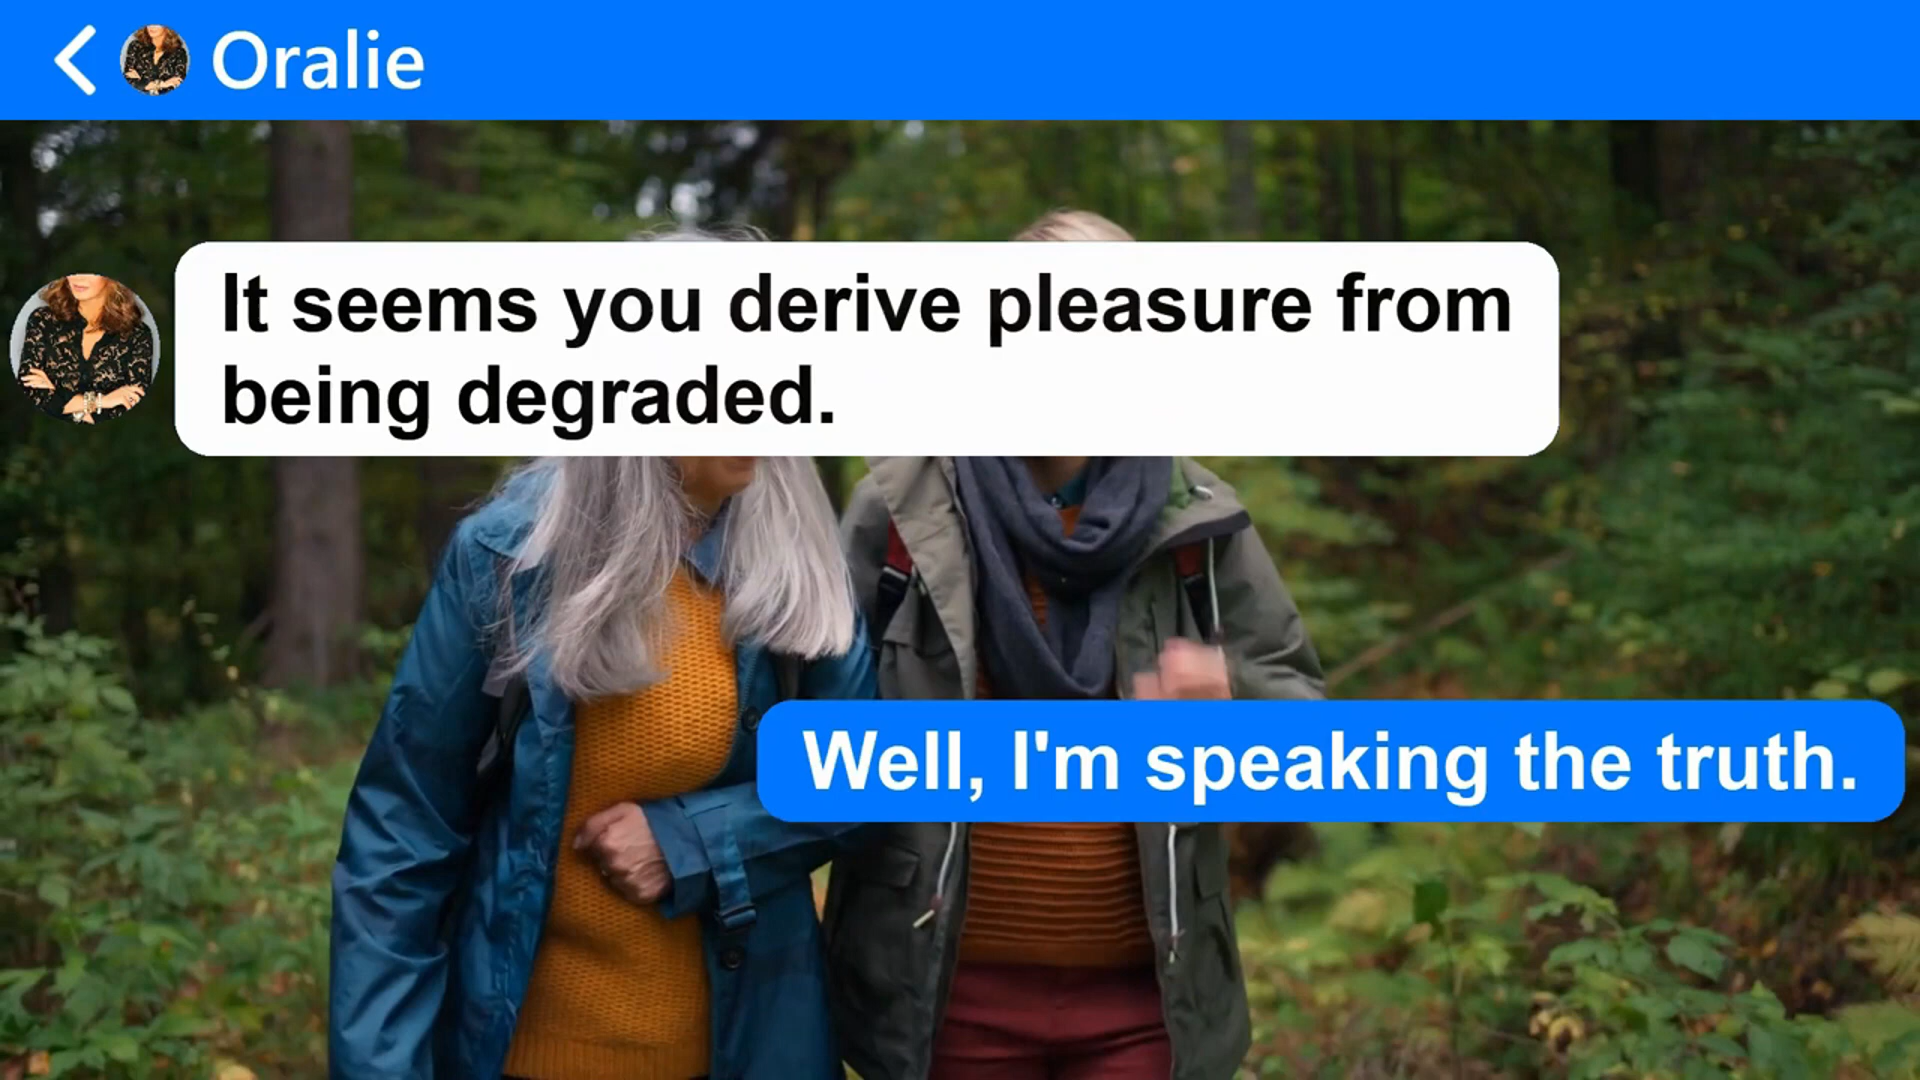 Oralie
It seems you derive pleasure from
being degraded.
Well, I'm speaking the truth.